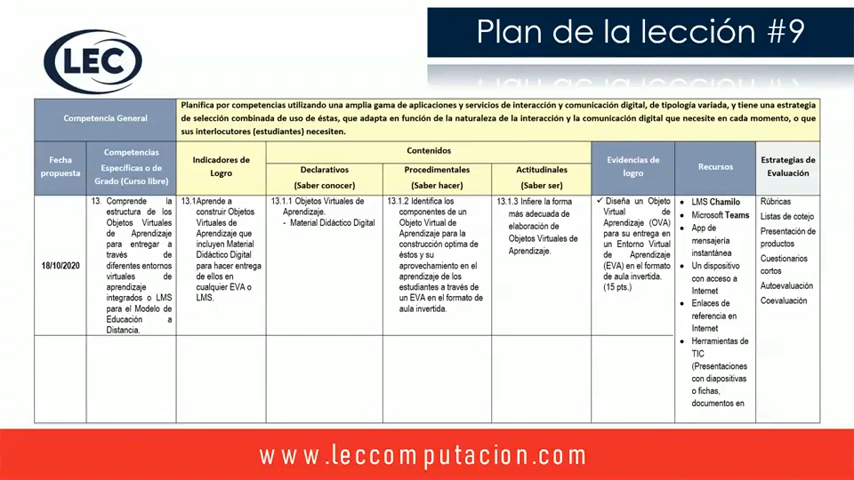 Plan de la lección #9
LEC
Competencia General
Planifica por competencias utilizando una amplia gama de aplicaciones y servicios de interacción y comunicación digital, de tipología variada, y tiene una estrategia
de selección combinada de uso de éstas, que adapta en función de la naturaleza de la interacción y la comunicación digital que necesite en cada momento, o que
sus interlocutores (estudiantes) necesiten.
Fecha
propuesta
Competencias
Específicas o de
Grado (Curso libre)
Indicadores de
Logro
Contenidos
Declarativos
(Saber conocer)
Procedimentales
(Saber hacer)
Actitudinales
(Saber ser)
Evidencias de
logro
Recursos
Estrategias de
Evaluación
18/10/2020
13. Comprende la
estructura de los
Objetos Virtuales
de Aprendizaje
para entregar a
través de
diferentes entornos
virtuales de
aprendizaje
integrados o LMS
para el Modelo de
Educación a
Distancia.
13.1Aprende a
construir Objetos
Virtuales de
Aprendizaje que
incluyen Material
Didáctico Digital
para hacer entrega
de ellos en
cualquier EVA o
LMS.
13.1.1 Objetos Virtuales de
Aprendizaje.
- Material Didáctico Digital
13.1.2 Identifica los
componentes de un
Objeto Virtual de
Aprendizaje para la
construcción optima de
éstos y su
aprovechamiento en el
aprendizaje de los
estudiantes a través de
un EVA en el formato de
aula invertida.
13.1.3 Infiere la forma
más adecuada de
elaboración de
Objetos Virtuales de
Aprendizaje.
✓ Diseña un Objeto
Virtual de
Aprendizaje (OVA)
para su entrega en
un Entorno Virtual
de Aprendizaje
(EVA) en el formato
de aula invertida.
(15 pts.)
• LMS Chamilo
• Microsoft Teams
• App de
mensajería
instantánea
• Un dispositivo
con acceso a
Internet
• Enlaces de
referencia en
Internet
• Herramientas de
TIC
(Presentaciones
con diapositivas
o fichas,
documentos en
Rúbricas
Listas de cotejo
Presentación de
productos
Cuestionarios
cortos
Autoevaluación
Coevaluación
www.leccomputacion.com